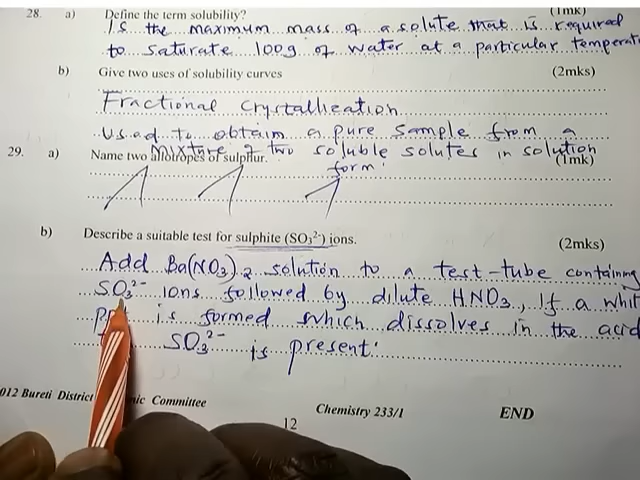 28. a) Define the term solubility? (1mk)
Is the maximum mass of a solute that is required
to saturate 100g of water at a particular temperat
b) Give two uses of solubility curves (2mks)
Fractional Crystallization
Used to obtain a pure sample from a
mixture of two soluble solutes in solution
form.
29. a) Name two allotropes of sulphur. (1mk)
b) Describe a suitable test for sulphite (SO₃²⁻) ions. (2mks)
Add Ba(NO₃)₂ solution to a test-tube containing
SO₃²⁻ ions followed by dilute HNO₃, If a whit
is formed which dissolves in the acid
SO₃²⁻ is present.
012 Bureti District Committee
Chemistry 233/1 END
12